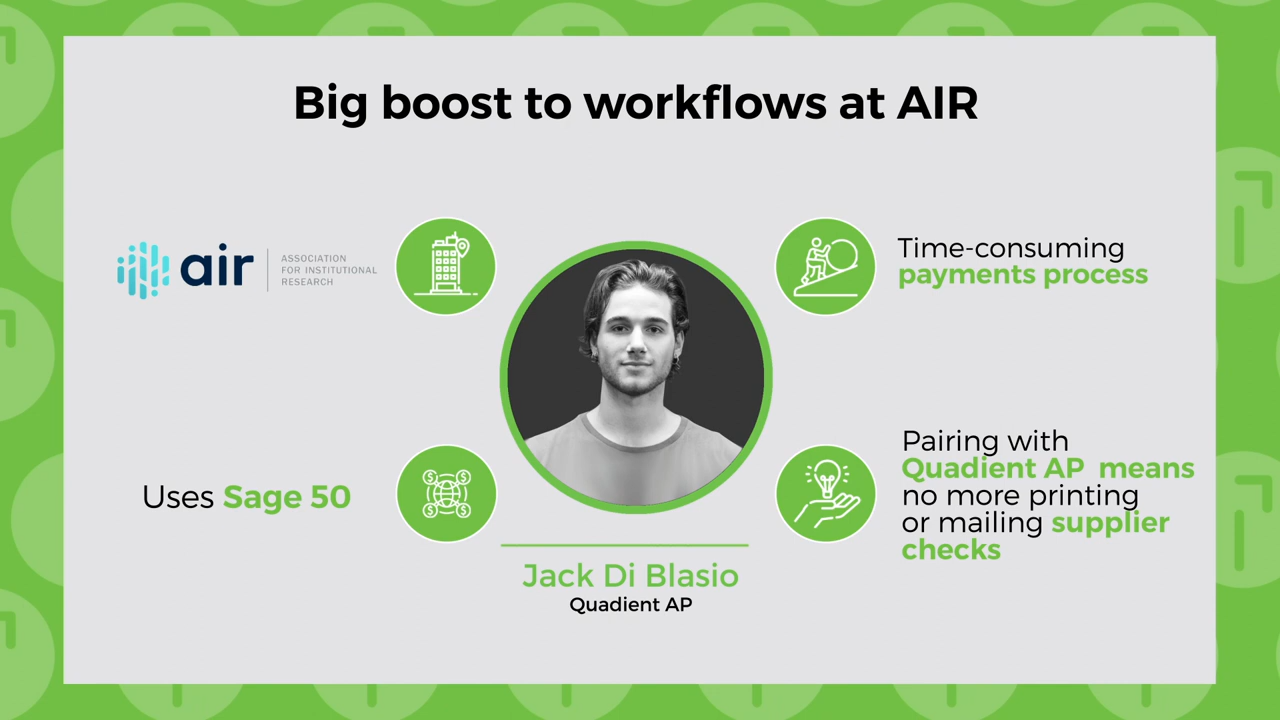 Big boost to workflows at AIR
air
ASSOCIATION
FOR INSTITUTIONAL
RESEARCH
Time-consuming
payments process
Uses Sage 50
Pairing with
Quadient AP means
no more printing
or mailing supplier
checks
Jack Di Blasio
Quadient AP